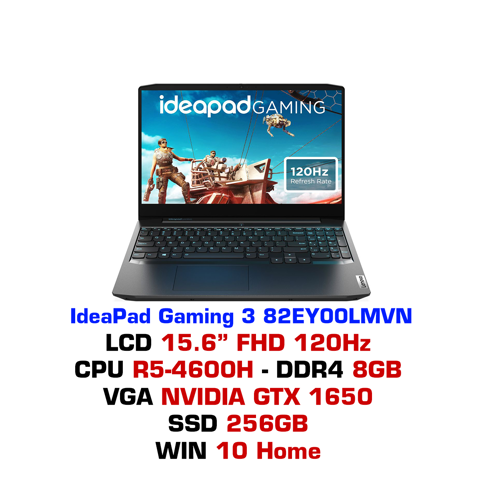 ideapad GAMING
120Hz
Refresh Rate
Lenovo
IdeaPad Gaming 3 82EY00LMVN
LCD 15.6” FHD 120Hz
CPU R5-4600H - DDR4 8GB
VGA NVIDIA GTX 1650
SSD 256GB
WIN 10 Home